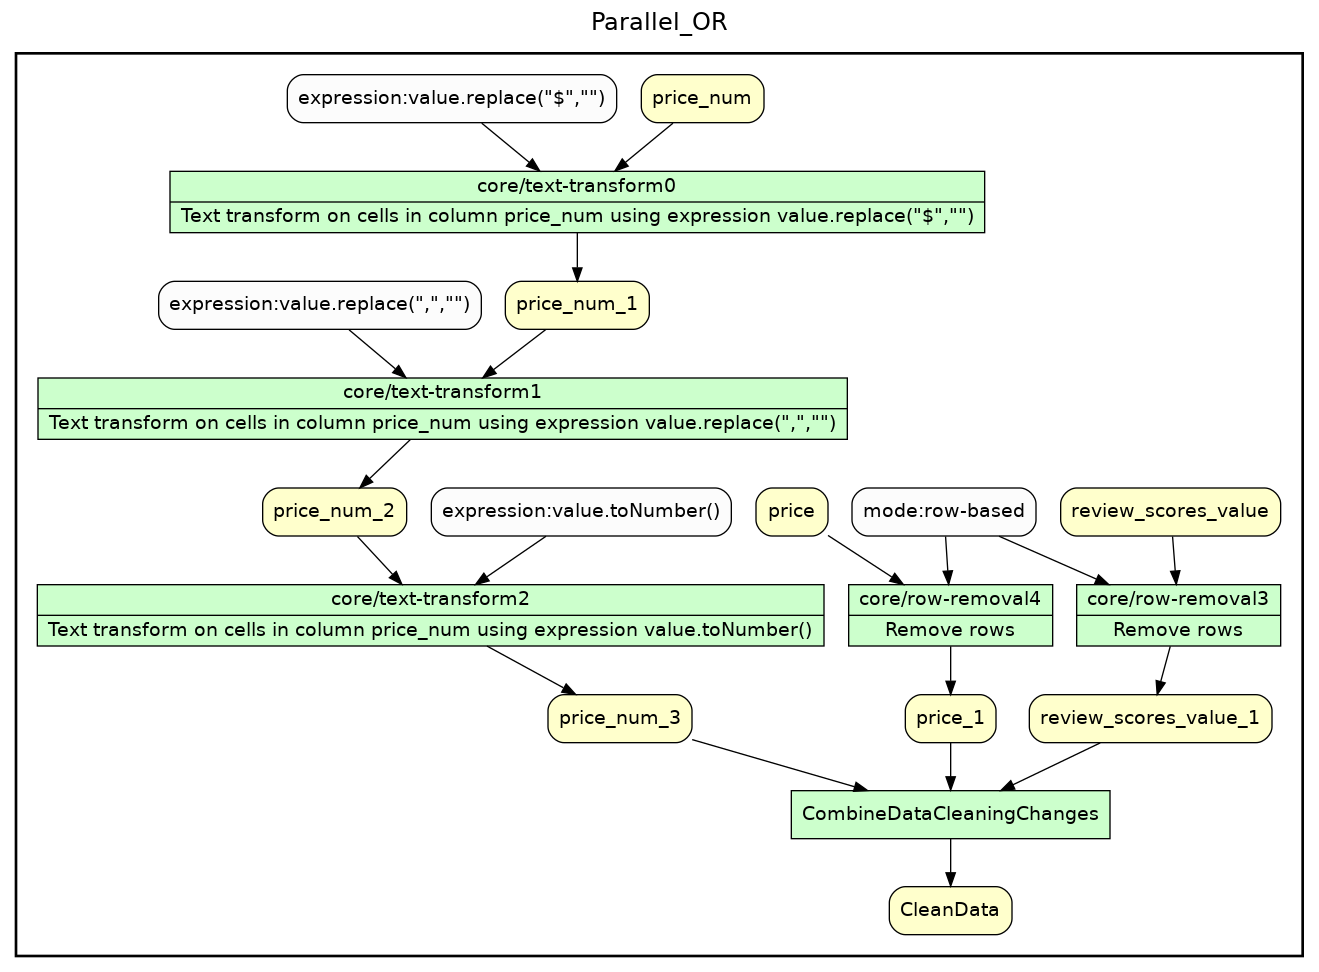 Parallel_OR
expression:value.replace("$","")
price_num
core/text-transform0
Text transform on cells in column price_num using expression value.replace("$","")
expression:value.replace(",","")
price_num_1
core/text-transform1
Text transform on cells in column price_num using expression value.replace(",","")
price_num_2
expression:value.toNumber()
price
mode:row-based
review_scores_value
core/text-transform2
Text transform on cells in column price_num using expression value.toNumber()
core/row-removal4
Remove rows
core/row-removal3
Remove rows
price_num_3
price_1
review_scores_value_1
CombineDataCleaningChanges
CleanData